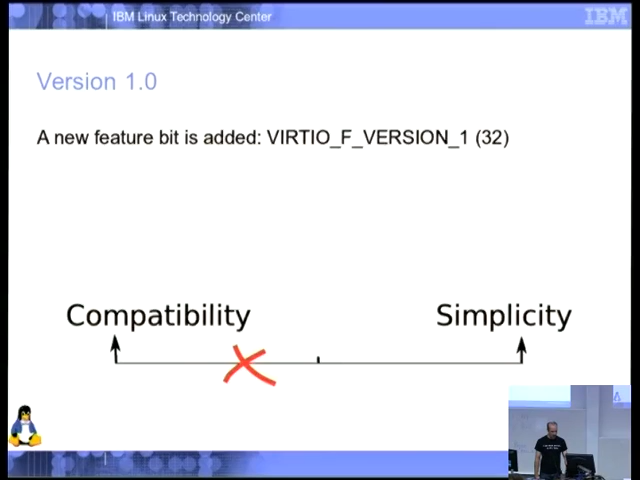 IBM Linux Technology Center
IBM
Version 1.0
A new feature bit is added: VIRTIO_F_VERSION_1 (32)
Compatibility
Simplicity